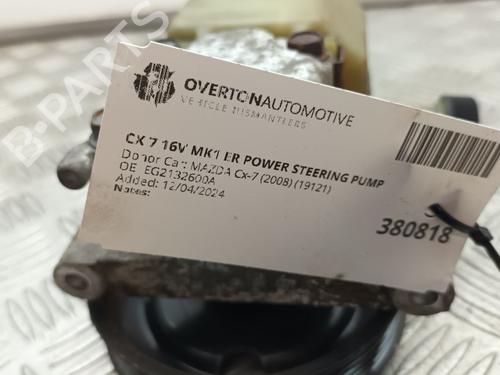 OVERTONAUTOMOTIVE
VEHICLE DISMANTLERS
CX 7 16V MK1 ER POWER STEERING PUMP
Donor Car: MAZDA Cx-7 (2008) (19121)
OE EG2132600A
Added: 12/04/2024
Notes:
380818